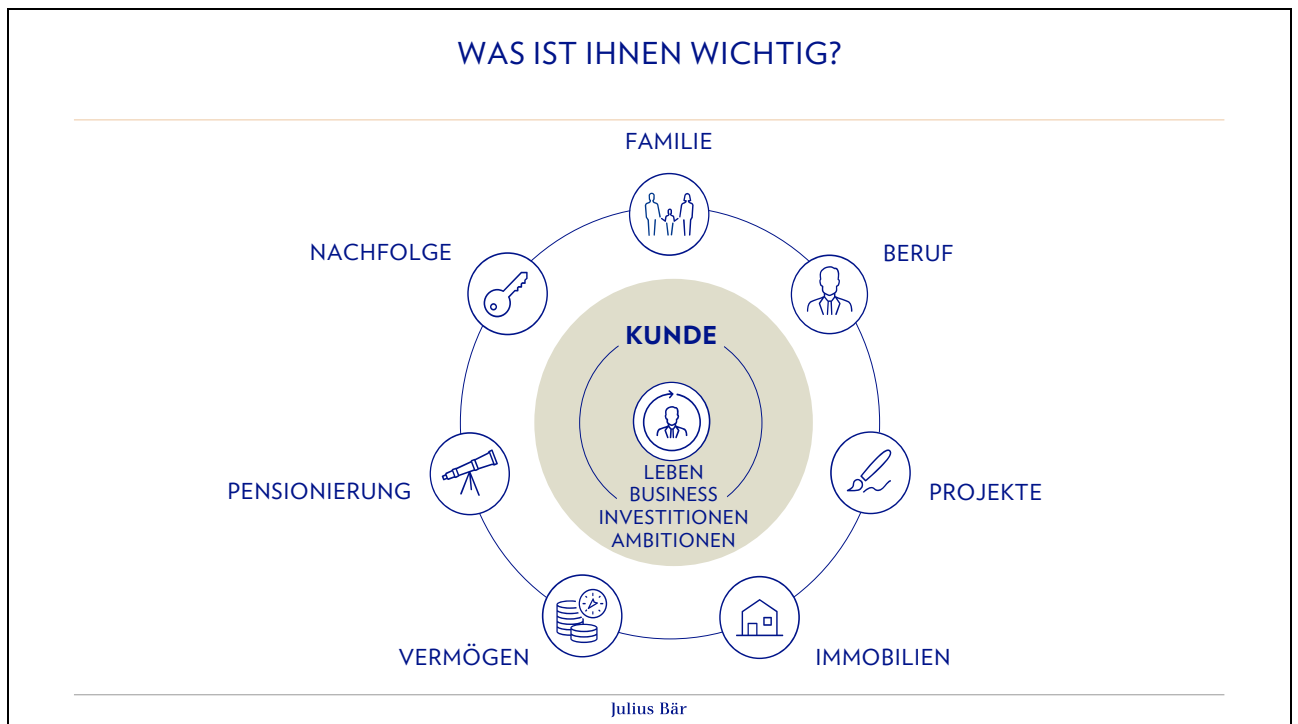 WAS IST IHNEN WICHTIG?
FAMILIE
NACHFOLGE
BERUF
KUNDE
LEBEN
BUSINESS
INVESTITIONEN
AMBITIONEN
PENSIONIERUNG
PROJEKTE
VERMÖGEN
IMMOBILIEN
Julius Bär